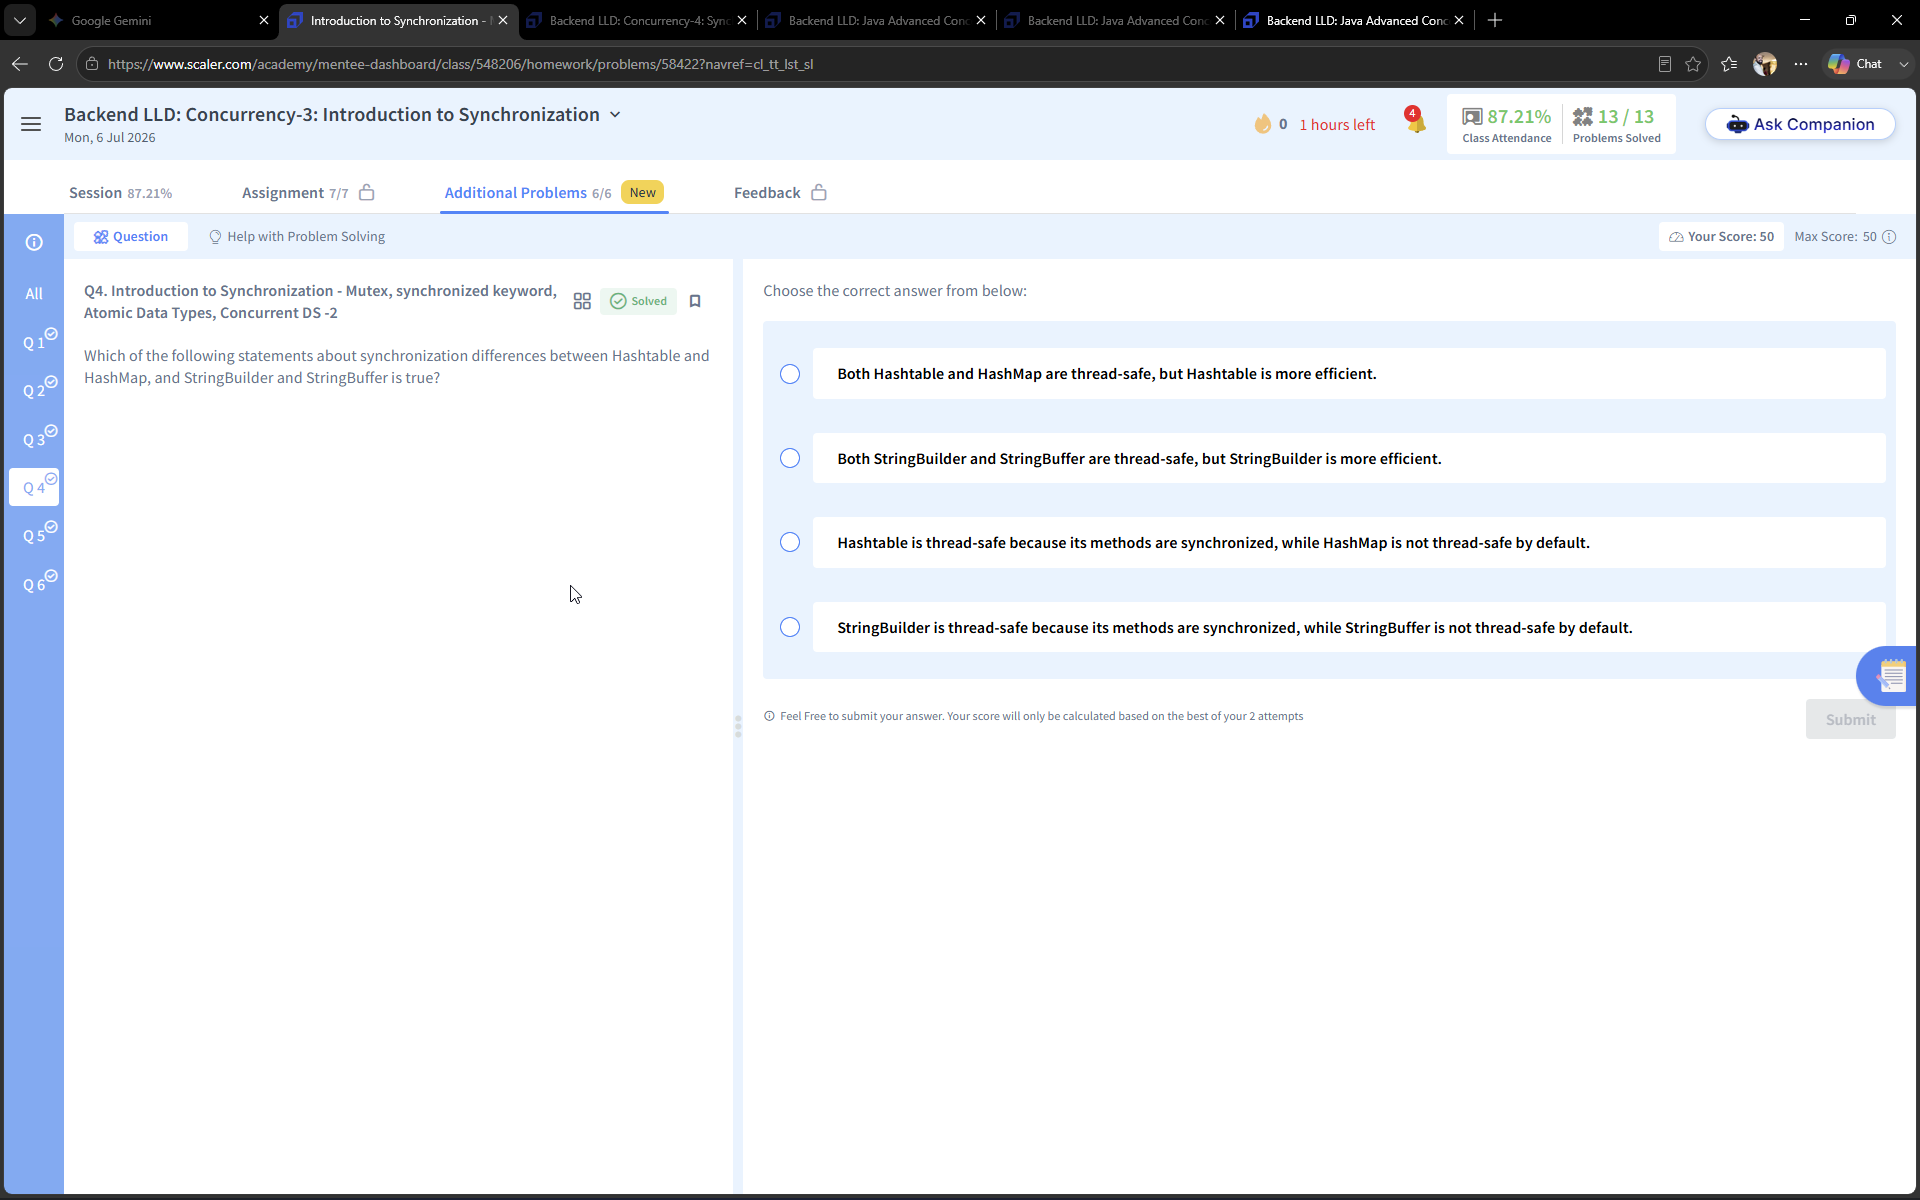 Google Gemini
Introduction to Synchronization -
Backend LLD: Concurrency-4: Sync
Backend LLD: Java Advanced Conc
Backend LLD: Java Advanced Conc
Backend LLD: Java Advanced Conc
https://www.scaler.com/academy/mentee-dashboard/class/548206/homework/problems/58422?navref=cl_tt_lst_sl
Chat
Backend LLD: Concurrency-3: Introduction to Synchronization
Mon, 6 Jul 2026
0
1 hours left
4
87.21%
Class Attendance
13 / 13
Problems Solved
Ask Companion
Session 87.21%
Assignment 7/7
Additional Problems 6/6
New
Feedback
Question
Help with Problem Solving
Your Score: 50
Max Score: 50
All
Q 1
Q 2
Q 3
Q 4
Q 5
Q 6
Q4. Introduction to Synchronization - Mutex, synchronized keyword,
Atomic Data Types, Concurrent DS -2
Solved
Which of the following statements about synchronization differences between Hashtable and
HashMap, and StringBuilder and StringBuffer is true?
Choose the correct answer from below:
Both Hashtable and HashMap are thread-safe, but Hashtable is more efficient.
Both StringBuilder and StringBuffer are thread-safe, but StringBuilder is more efficient.
Hashtable is thread-safe because its methods are synchronized, while HashMap is not thread-safe by default.
StringBuilder is thread-safe because its methods are synchronized, while StringBuffer is not thread-safe by default.
Feel Free to submit your answer. Your score will only be calculated based on the best of your 2 attempts
Submit